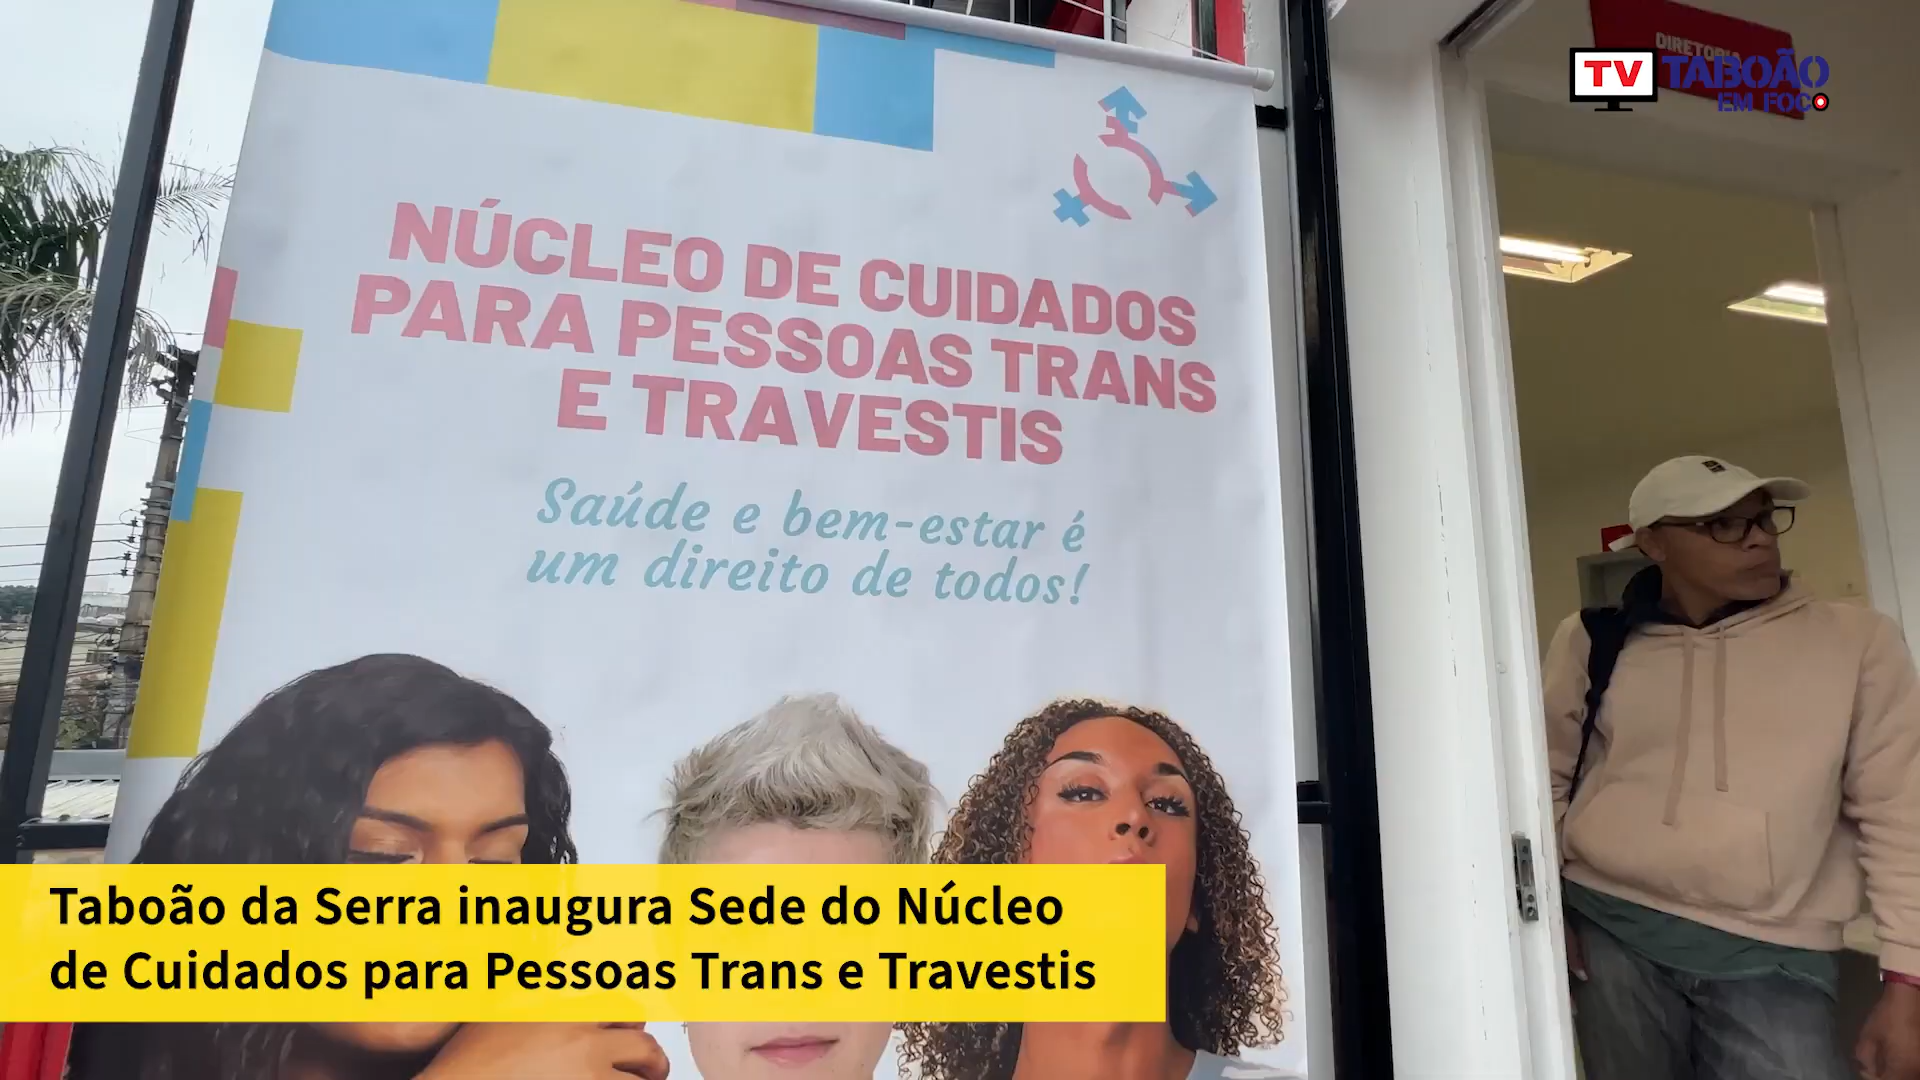 DIRETORIA
TV TABOÃO
EM FOCO
NÚCLEO DE CUIDADOS
PARA PESSOAS TRANS
E TRAVESTIS
Saúde e bem-estar é
um direito de todos!
Taboão da Serra inaugura Sede do Núcleo
de Cuidados para Pessoas Trans e Travestis